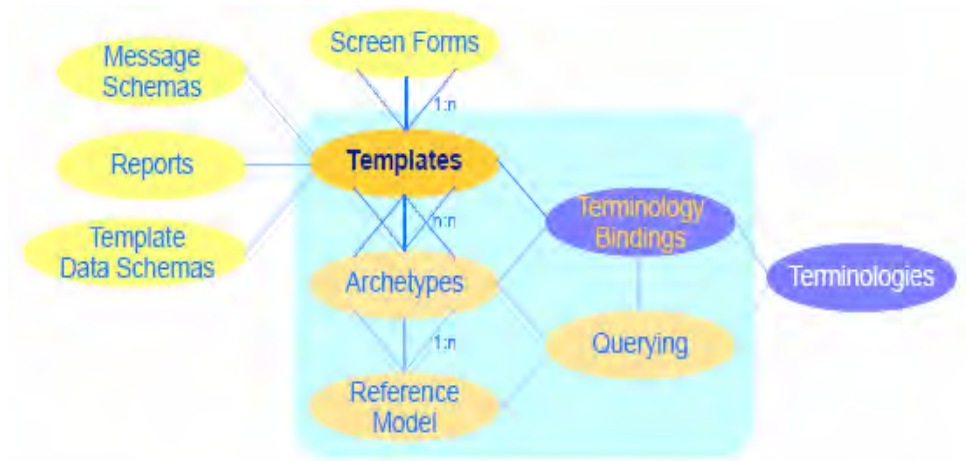 Screen Forms
Message
Schemas
1:n
Templates
Reports
n:n
Terminology
Bindings
Template
Data Schemas
Archetypes
Terminologies
1:n
Querying
Reference
Model